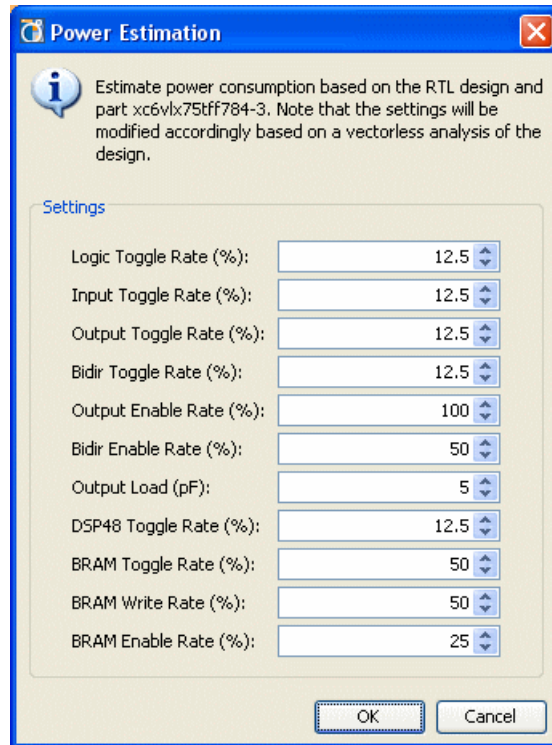 Power Estimation
Estimate power consumption based on the RTL design and
part xc6vlx75tff784-3. Note that the settings will be
modified accordingly based on a vectorless analysis of the
design.
Settings
Logic Toggle Rate (%): 12.5
Input Toggle Rate (%): 12.5
Output Toggle Rate (%): 12.5
Bidir Toggle Rate (%): 12.5
Output Enable Rate (%): 100
Bidir Enable Rate (%): 50
Output Load (pF): 5
DSP48 Toggle Rate (%): 12.5
BRAM Toggle Rate (%): 50
BRAM Write Rate (%): 50
BRAM Enable Rate (%): 25
OK Cancel